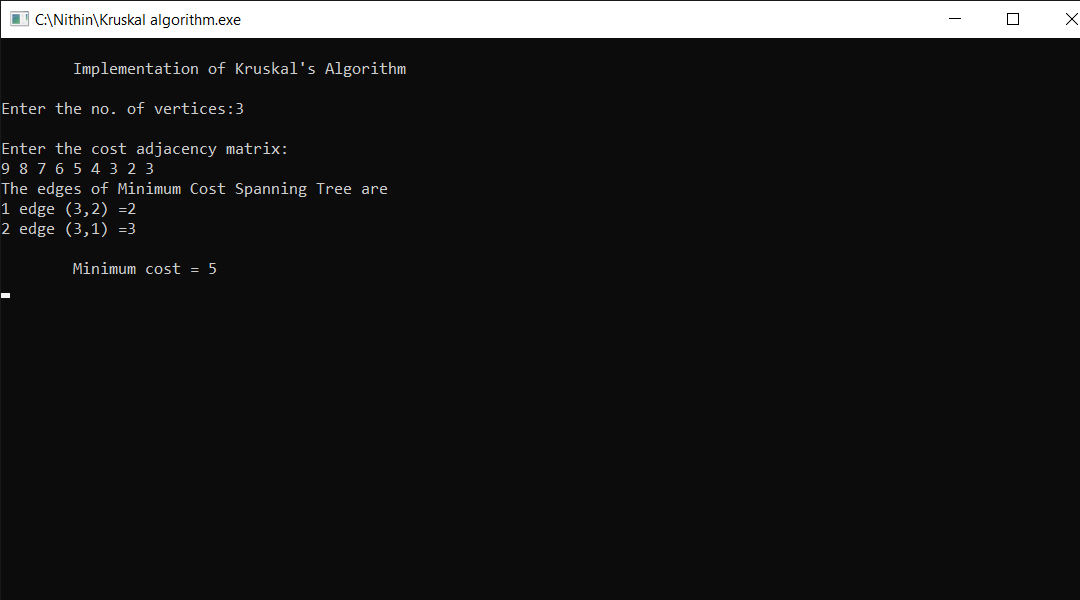 C:\Nithin\Kruskal algorithm.exe
Implementation of Kruskal's Algorithm
Enter the no. of vertices:3
Enter the cost adjacency matrix:
9 8 7 6 5 4 3 2 3
The edges of Minimum Cost Spanning Tree are
1 edge (3,2) =2
2 edge (3,1) =3
Minimum cost = 5